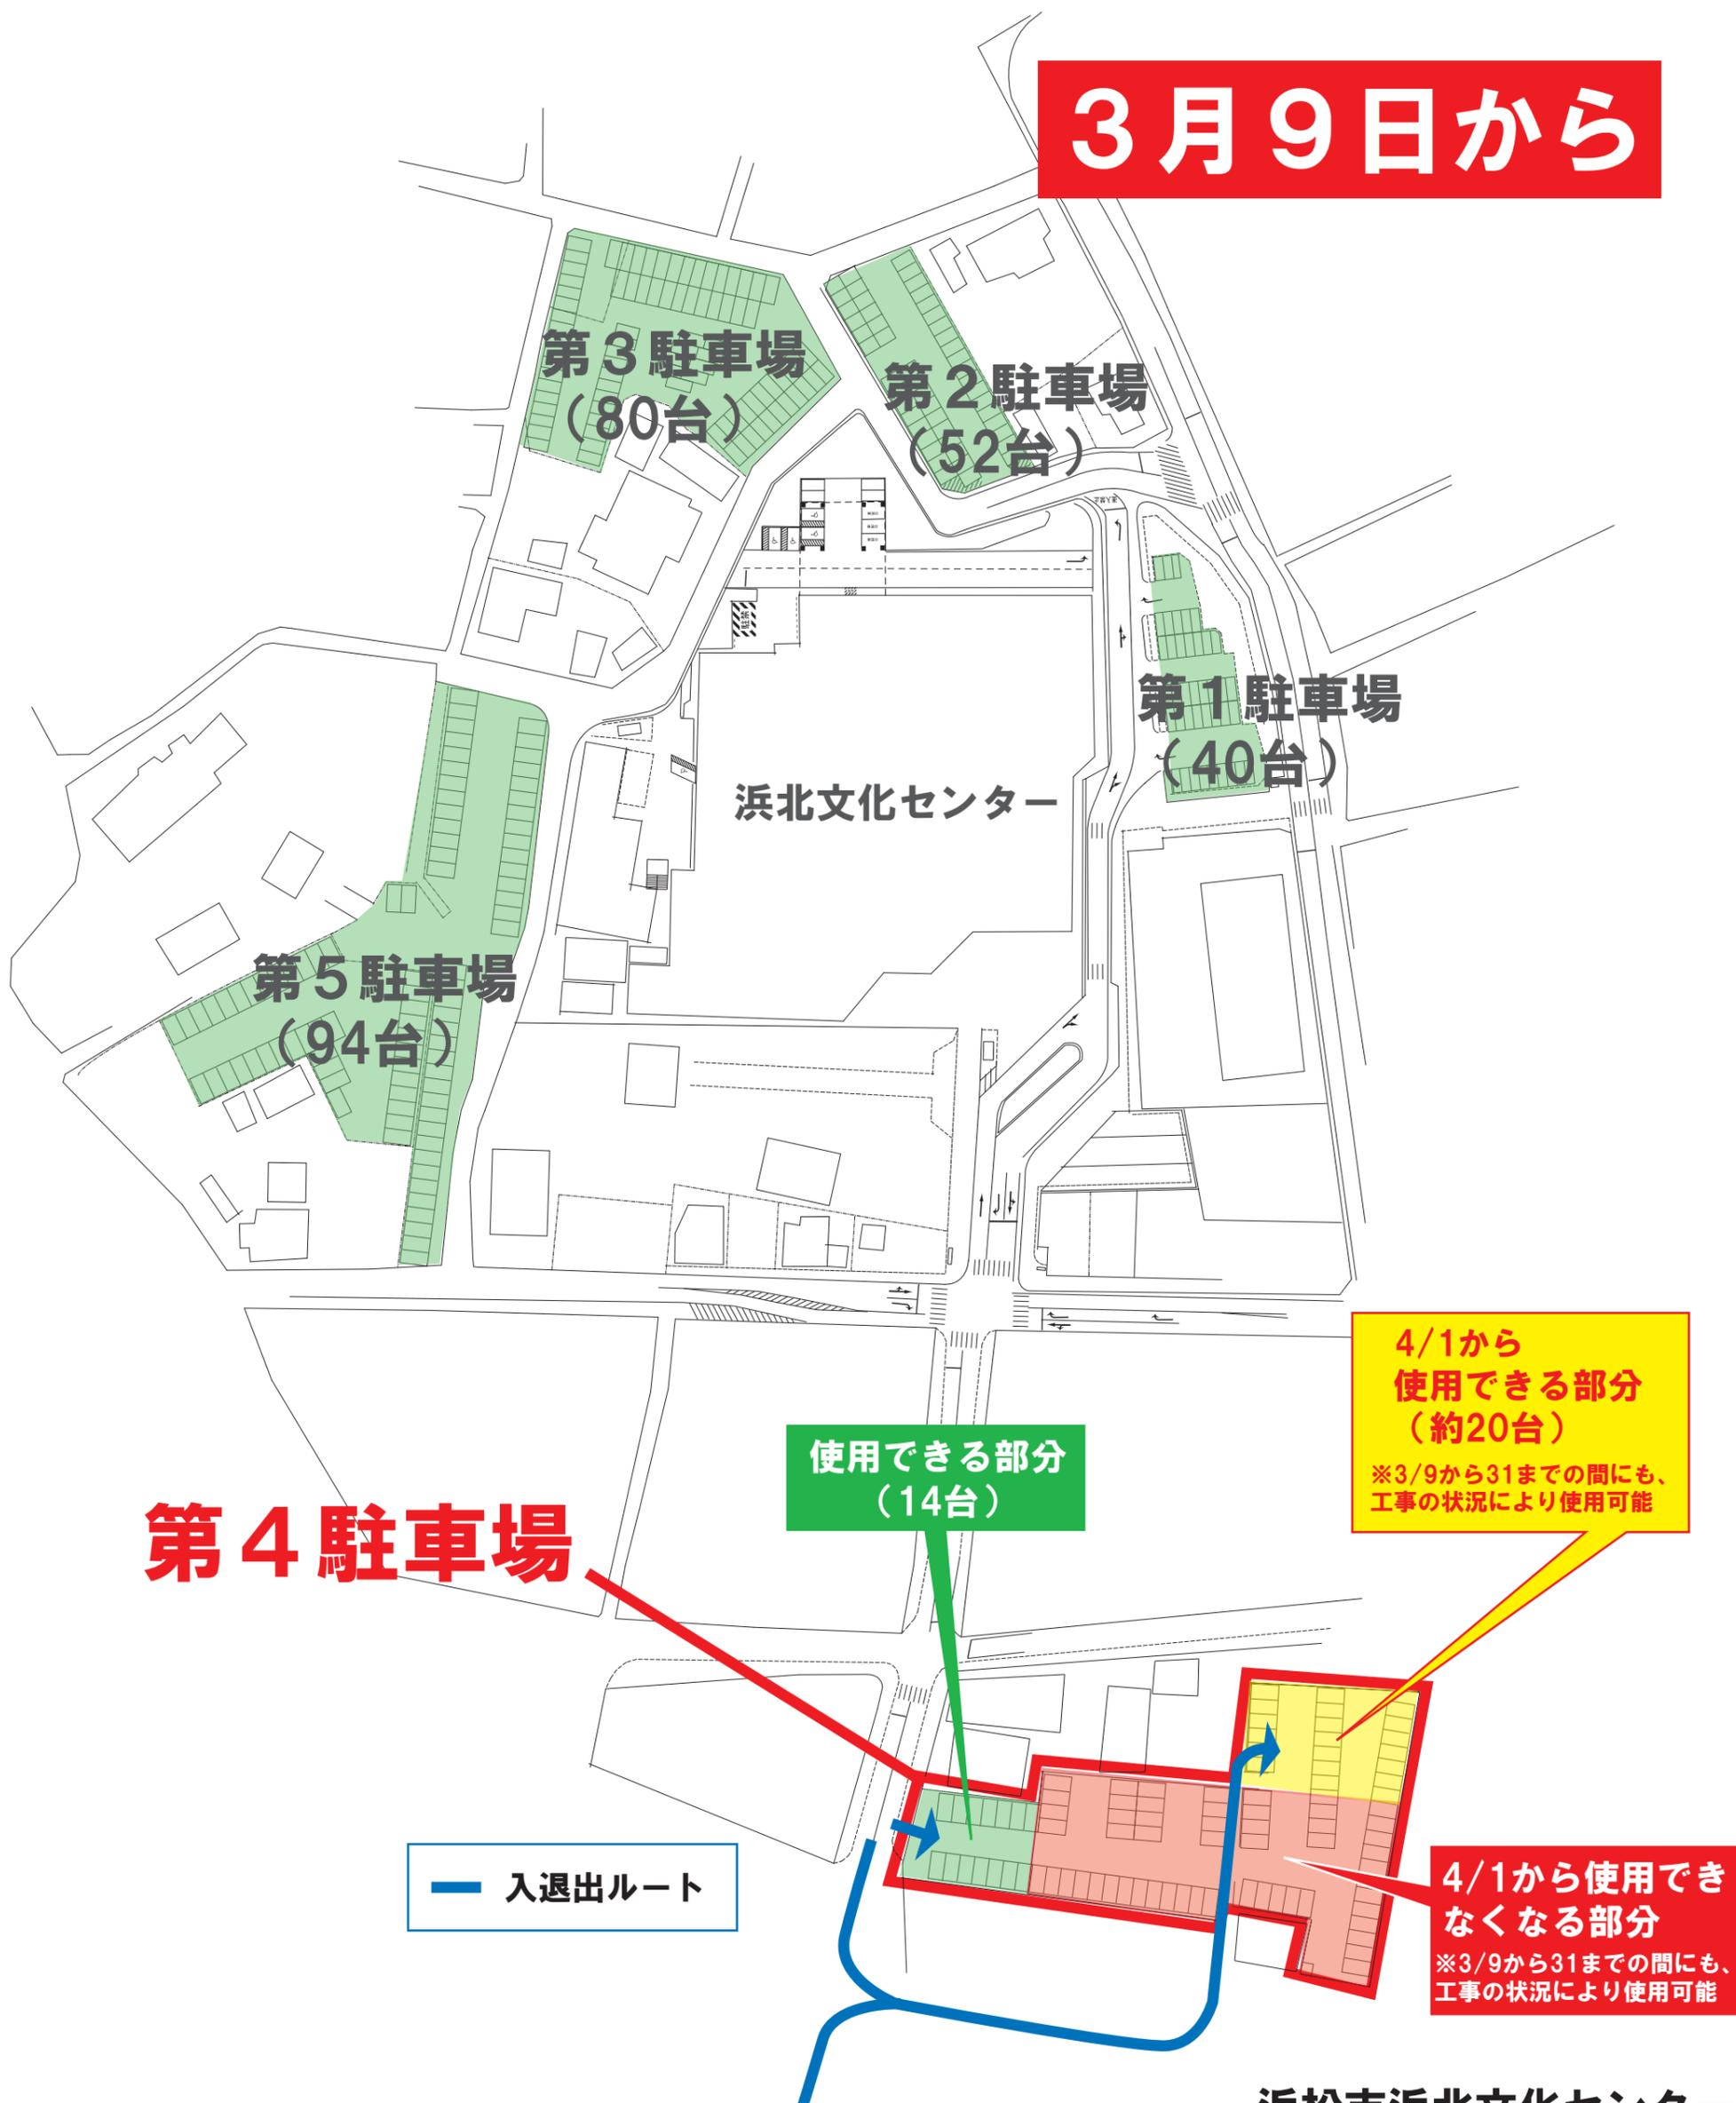 ３月９日から
第３駐車場
（80台）
第２駐車場
（52台）
第１駐車場
（40台）
浜北文化センター
第５駐車場
（94台）
4/1から
使用できる部分
（約20台）
※3/9から31までの間にも、
工事の状況により使用可能
使用できる部分
（14台）
第４駐車場
入退出ルート
4/1から使用でき
なくなる部分
※3/9から31までの間にも、
工事の状況により使用可能